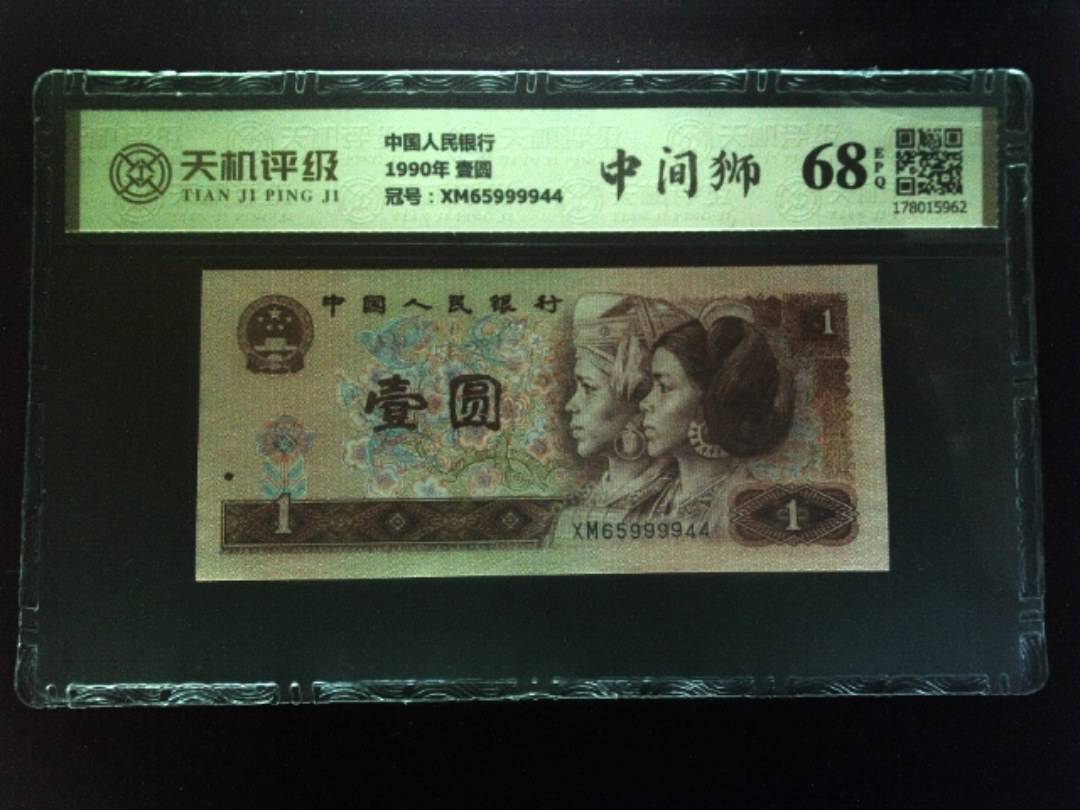 天机评级
TIAN JI PING JI
中国人民银行
1990年 壹圆
冠号：XM65999944
中间狮
68
EPQ
178015962
中国人民银行
1
壹圆
1
XM65999944
1